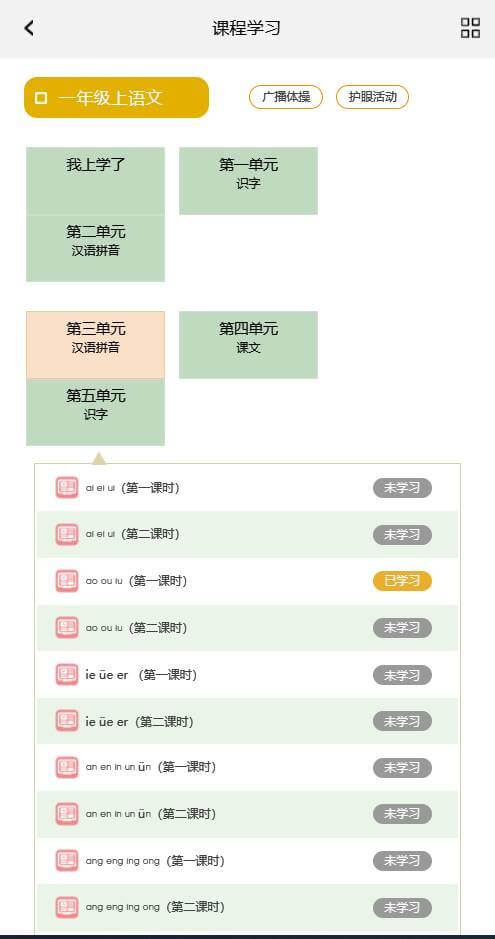 课程学习
一年级上语文
广播体操
护眼活动
我上学了
第一单元
识字
第二单元
汉语拼音
第三单元
汉语拼音
第四单元
课文
第五单元
识字
ai ei ui（第一课时） 未学习
ai ei ui（第二课时） 未学习
ao ou iu（第一课时） 已学习
ao ou iu（第二课时） 未学习
ie üe er （第一课时） 未学习
ie üe er（第二课时） 未学习
an en in un ün（第一课时） 未学习
an en in un ün（第二课时） 未学习
ang eng ing ong（第一课时） 未学习
ang eng ing ong（第二课时） 未学习